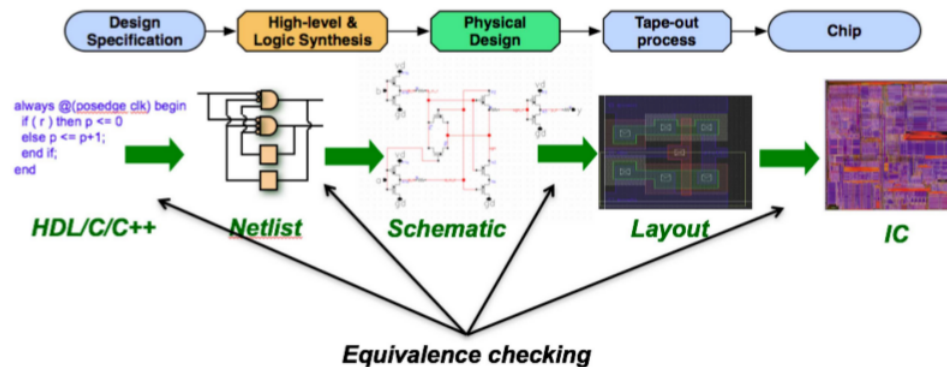 Design
Specification
High-level &
Logic Synthesis
Physical
Design
Tape-out
process
Chip
always @(posedge clk) begin
if ( r ) then p <= 0
else p <= p+1;
end if;
end
HDL/C/C++
Netlist
Schematic
Layout
IC
Equivalence checking